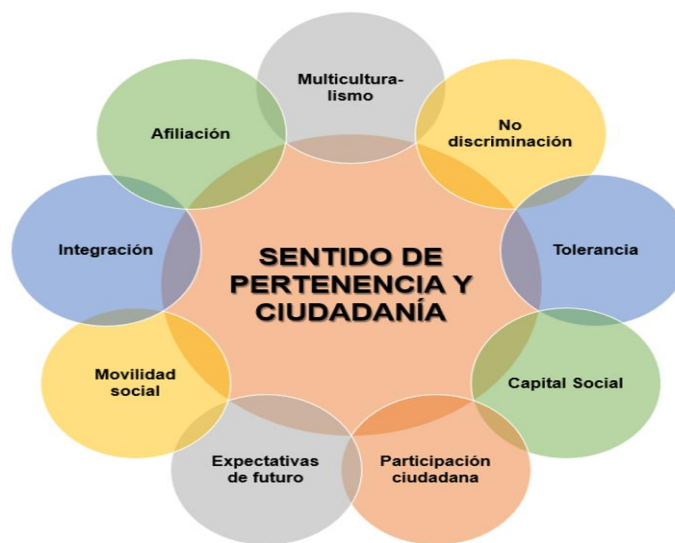 Multicultura-
lismo
No
discriminación
Afiliación
Tolerancia
Integración
SENTIDO DE
PERTENENCIA Y
CIUDADANÍA
Movilidad
social
Capital Social
Expectativas
de futuro
Participación
ciudadana